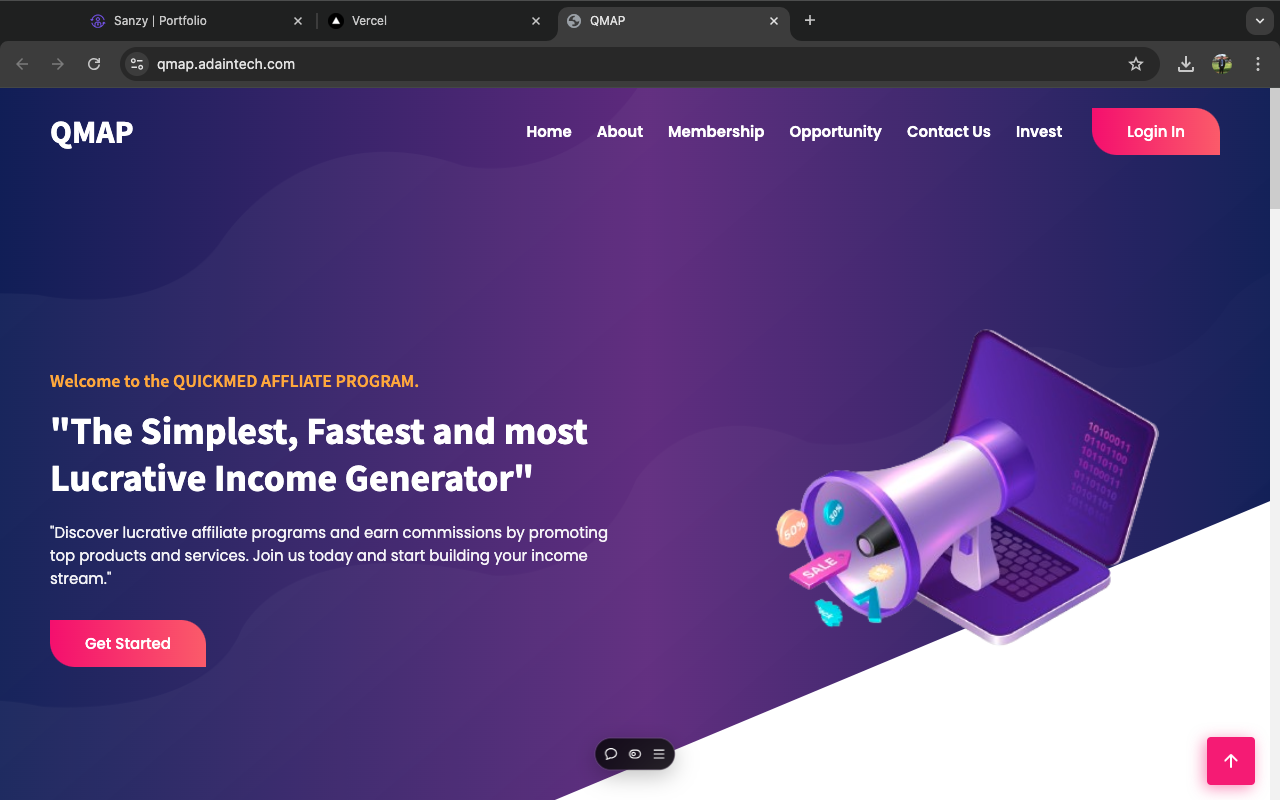 Sanzy | Portfolio
Vercel
QMAP
qmap.adaintech.com
QMAP
Home About Membership Opportunity Contact Us Invest Login In
Welcome to the QUICKMED AFFLIATE PROGRAM.
"The Simplest, Fastest and most
Lucrative Income Generator"
"Discover lucrative affiliate programs and earn commissions by promoting
top products and services. Join us today and start building your income
stream."
Get Started
10100011
01101100
10110101
10100011
01101010
10101101
50%
30%
SALE